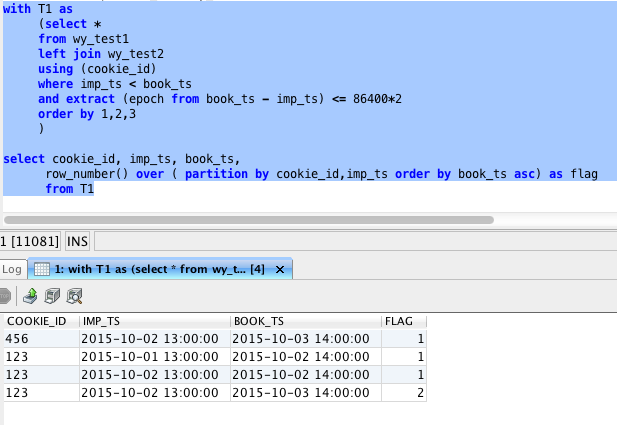 with T1 as
(select *
from wy_test1
left join wy_test2
using (cookie_id)
where imp_ts < book_ts
and extract (epoch from book_ts - imp_ts) <= 86400*2
order by 1,2,3
)
select cookie_id, imp_ts, book_ts,
row_number() over ( partition by cookie_id,imp_ts order by book_ts asc) as flag
from T1
1 [11081] INS
Log 1: with T1 as (select * from wy_t... [4] ×
COOKIE_ID IMP_TS BOOK_TS FLAG
456 2015-10-02 13:00:00 2015-10-03 14:00:00 1
123 2015-10-01 13:00:00 2015-10-02 14:00:00 1
123 2015-10-02 13:00:00 2015-10-02 14:00:00 1
123 2015-10-02 13:00:00 2015-10-03 14:00:00 2